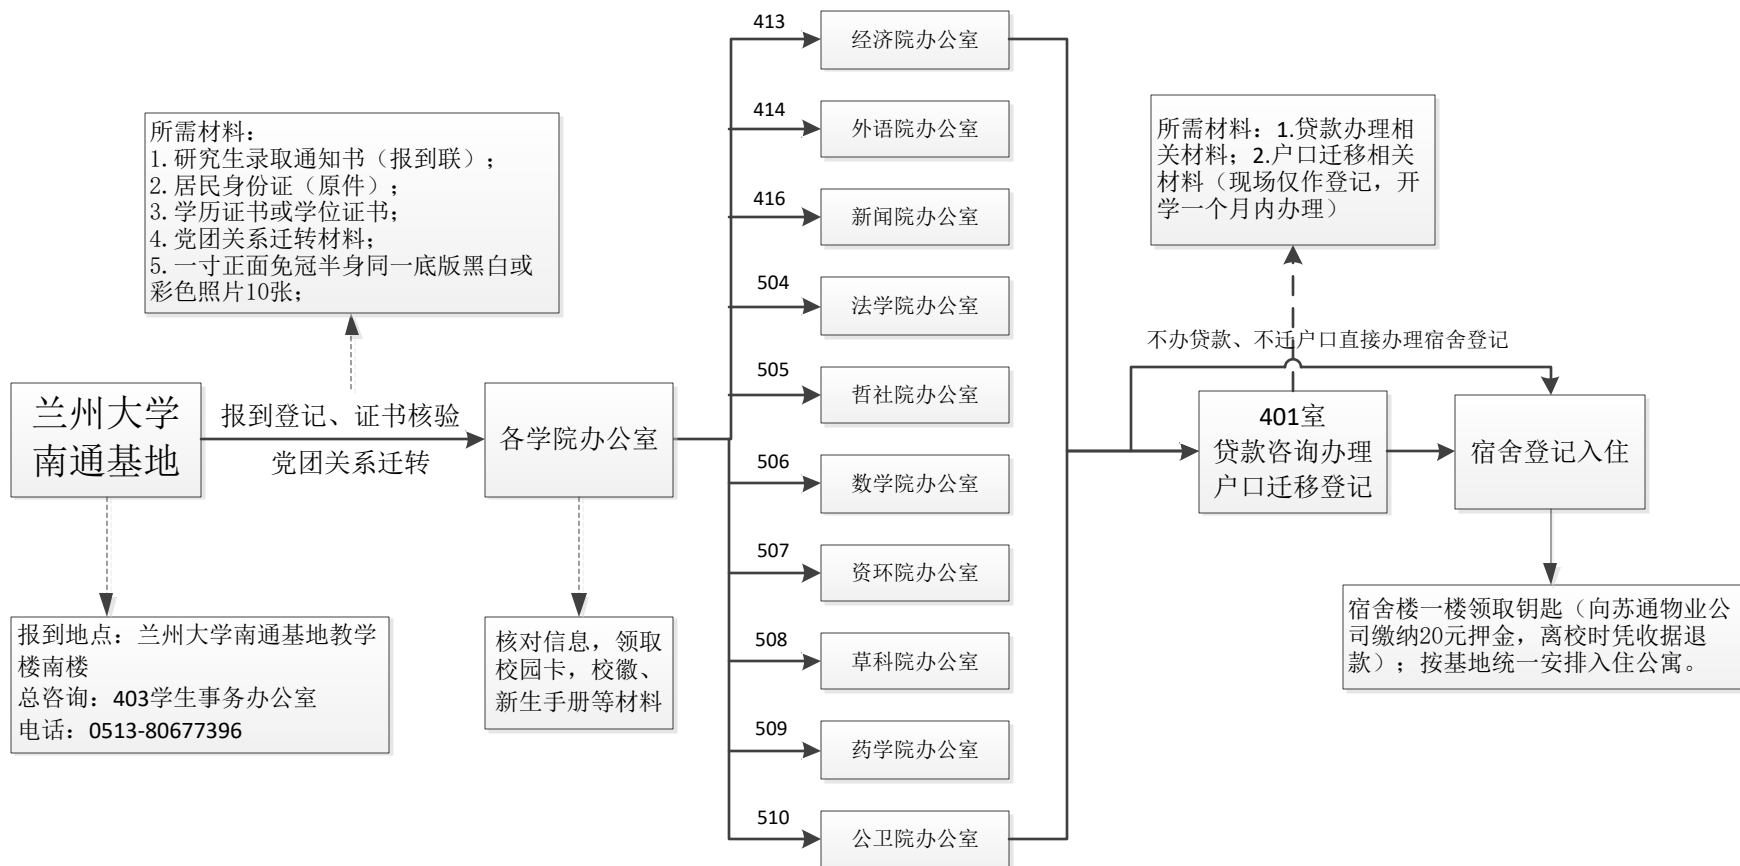 兰州大学
南通基地
报到地点：兰州大学南通基地教学
楼南楼
总咨询：403学生事务办公室
电话：0513-80677396
所需材料：
1.研究生录取通知书（报到联）；
2.居民身份证（原件）；
3.学历证书或学位证书；
4.党团关系迁转材料；
5.一寸正面免冠半身同一底版黑白或
彩色照片10张；
报到登记、证书核验
党团关系迁转
各学院办公室
核对信息，领取
校园卡，校徽、
新生手册等材料
413
经济院办公室
414
外语院办公室
416
新闻院办公室
504
法学院办公室
505
哲社院办公室
506
数学院办公室
507
资环院办公室
508
草科院办公室
509
药学院办公室
510
公卫院办公室
所需材料：1.贷款办理相
关材料；2.户口迁移相关
材料（现场仅作登记，开
学一个月内办理）
不办贷款、不迁户口直接办理宿舍登记
401室
贷款咨询办理
户口迁移登记
宿舍登记入住
宿舍楼一楼领取钥匙（向苏通物业公
司缴纳20元押金，离校时凭收据退
款）；按基地统一安排入住公寓。